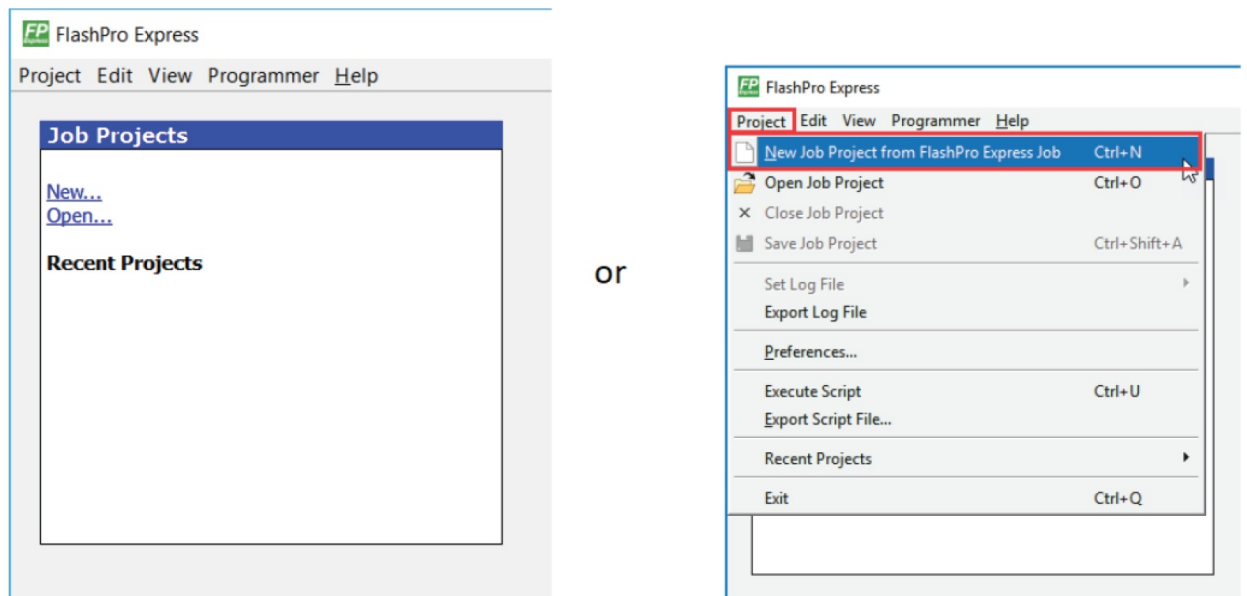 FP FlashPro Express
Project Edit View Programmer Help
Job Projects
New...
Open...
Recent Projects
or
FP FlashPro Express
Project Edit View Programmer Help
New Job Project from FlashPro Express Job Ctrl+N
Open Job Project Ctrl+O
Close Job Project
Save Job Project Ctrl+Shift+A
Set Log File
Export Log File
Preferences...
Execute Script Ctrl+U
Export Script File...
Recent Projects
Exit Ctrl+Q